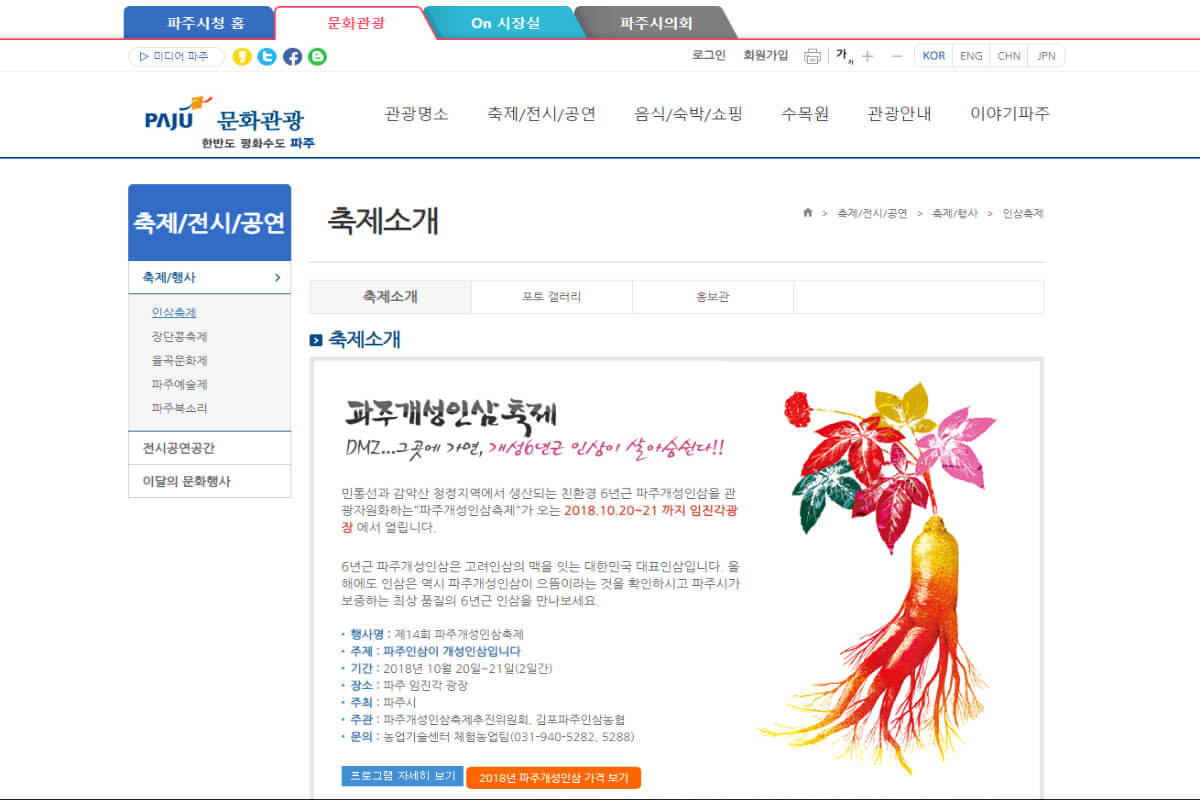 파주시청 홈
문화관광
On 시장실
파주시의회
미디어 파주
로그인
회원가입
가
KOR
ENG
CHN
JPN
PAJU 문화관광
한반도 평화수도 파주
관광명소
축제/전시/공연
음식/숙박/쇼핑
수목원
관광안내
이야기파주
축제/전시/공연
축제/행사
인삼축제
장단콩축제
율곡문화제
파주예술제
파주북소리
전시공연공간
이달의 문화행사
축제소개
> 축제/전시/공연 > 축제/행사 > 인삼축제
축제소개
포토 갤러리
홍보관
축제소개
파주개성인삼축제
DMZ...그곳에 가면, 개성6년근 인삼이 살아숨쉰다!!
민통선과 감악산 청정지역에서 생산되는 친환경 6년근 파주개성인삼을 관
광자원화하는"파주개성인삼축제"가 오는 2018.10.20~21 까지 임진각광
장 에서 열립니다.
6년근 파주개성인삼은 고려인삼의 맥을 잇는 대한민국 대표인삼입니다. 올
해에도 인삼은 역시 파주개성인삼이 으뜸이라는 것을 확인하시고 파주시가
보증하는 최상 품질의 6년근 인삼을 만나보세요.
행사명 : 제14회 파주개성인삼축제
주제 : 파주인삼이 개성인삼입니다
기간 : 2018년 10월 20일~21일(2일간)
장소 : 파주 임진각 광장
주최 : 파주시
주관 : 파주개성인삼축제추진위원회, 김포파주인삼농협
문의 : 농업기술센터 체험농업팀(031-940-5282, 5288)
프로그램 자세히 보기
2018년 파주개성인삼 가격 보기